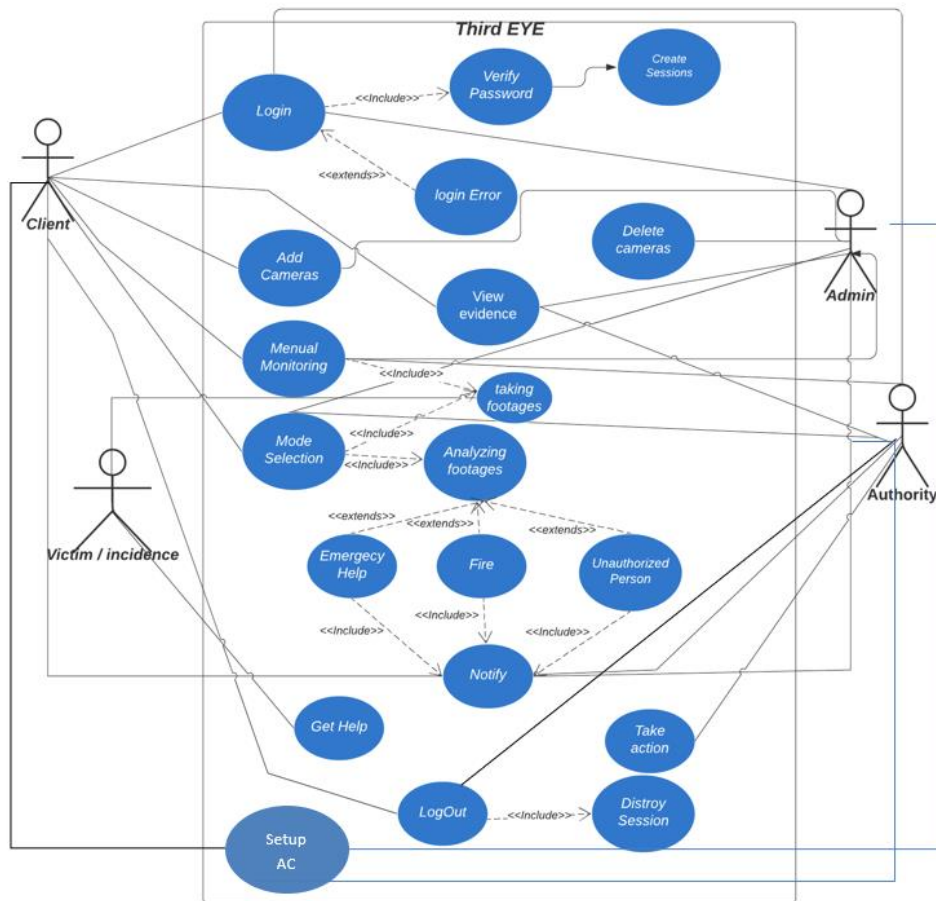 Third EYE
Login
<<Include>>
Verify
Password
Create
Sessions
<<extends>>
login Error
Client
Add
Cameras
Delete
cameras
View
evidence
Admin
Menual
Monitoring
<<Include>>
taking
footages
<<Include>>
Mode
Selection
<<Include>>
Analyzing
footages
Authority
Victim / incidence
<<extends>>
<<extends>>
<<extends>>
Emergecy
Help
Fire
Unauthorized
Person
<<Include>>
<<Include>>
<<Include>>
Notify
Get Help
Take
action
LogOut
<<Include>>
Distroy
Session
Setup
AC